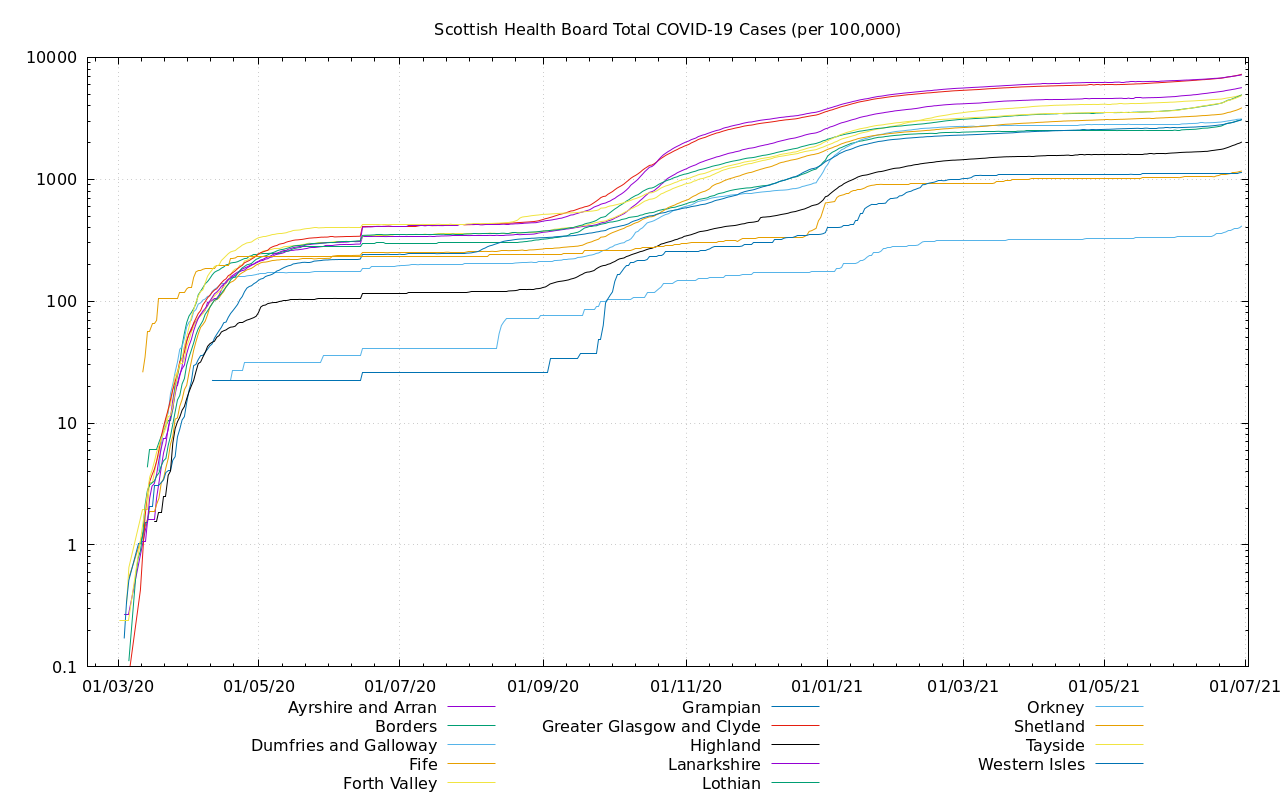 Scottish Health Board Total COVID-19 Cases (per 100,000)
10000
1000
100
10
1
0.1
01/03/20 01/05/20 01/07/20 01/09/20 01/11/20 01/01/21 01/03/21 01/05/21 01/07/21
Ayrshire and Arran Grampian Orkney
Borders Greater Glasgow and Clyde Shetland
Dumfries and Galloway Highland Tayside
Fife Lanarkshire Western Isles
Forth Valley Lothian